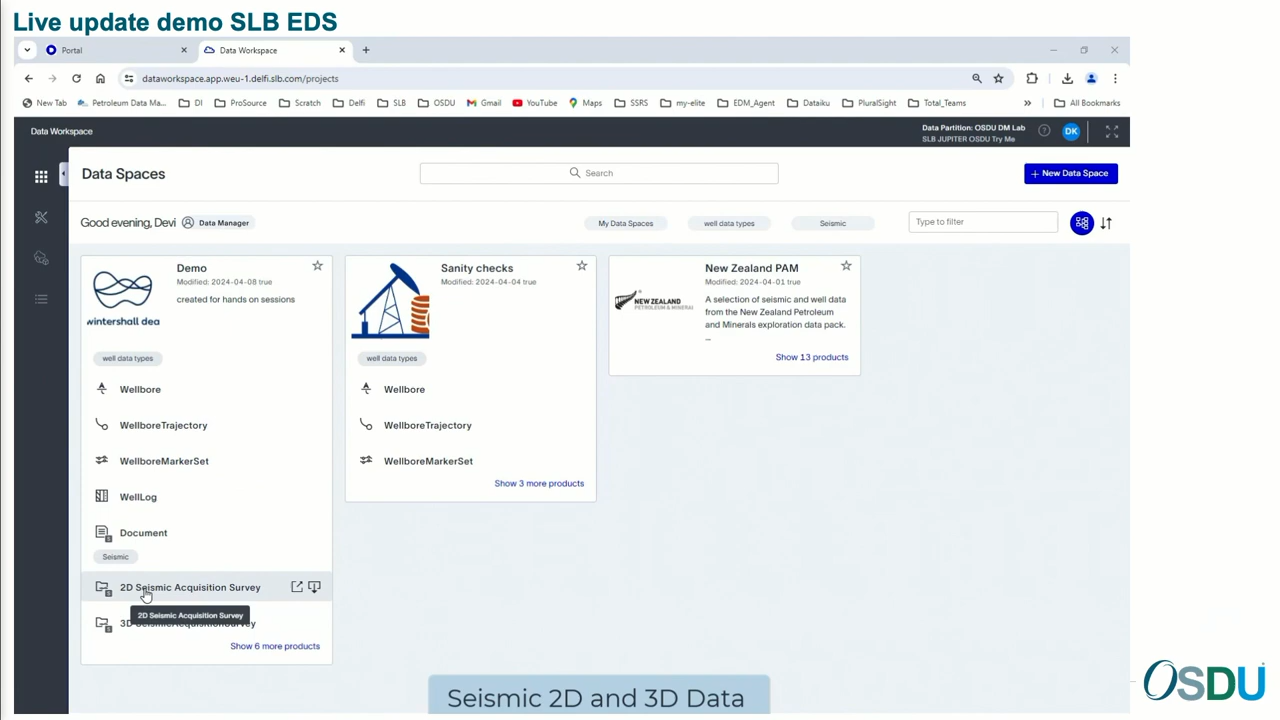 Live update demo SLB EDS
Portal
Data Workspace
dataworkspace.app.weu-1.delfi.slb.com/projects
New Tab
Petroleum Data Ma...
DI
ProSource
Scratch
Delfi
SLB
OSDU
Gmail
YouTube
Maps
SSRS
my-elite
EDM_Agent
Dataiku
PluralSight
Total_Teams
»
All Bookmarks
Data Workspace
Data Partition: OSDU DM Lab
SLB JUPITER OSDU Try Me
?
DK
Data Spaces
Search
+ New Data Space
Good evening, Devi
Data Manager
My Data Spaces
well data types
Seismic
Type to filter
wintershall dea
Demo
Modified: 2024-04-08 true
created for hands on sessions
well data types
Wellbore
WellboreTrajectory
WellboreMarkerSet
WellLog
Document
Seismic
2D Seismic Acquisition Survey
2D Seismic Acquisition Survey
3D SeismicAcquisitionSurvey
Show 6 more products
Sanity checks
Modified: 2024-04-04 true
well data types
Wellbore
WellboreTrajectory
WellboreMarkerSet
Show 3 more products
NEW ZEALAND
PETROLEUM & MINERALS
New Zealand PAM
Modified: 2024-04-01 true
A selection of seismic and well data
from the New Zealand Petroleum
and Minerals exploration data pack.
...
Show 13 products
Seismic 2D and 3D Data
OSDU